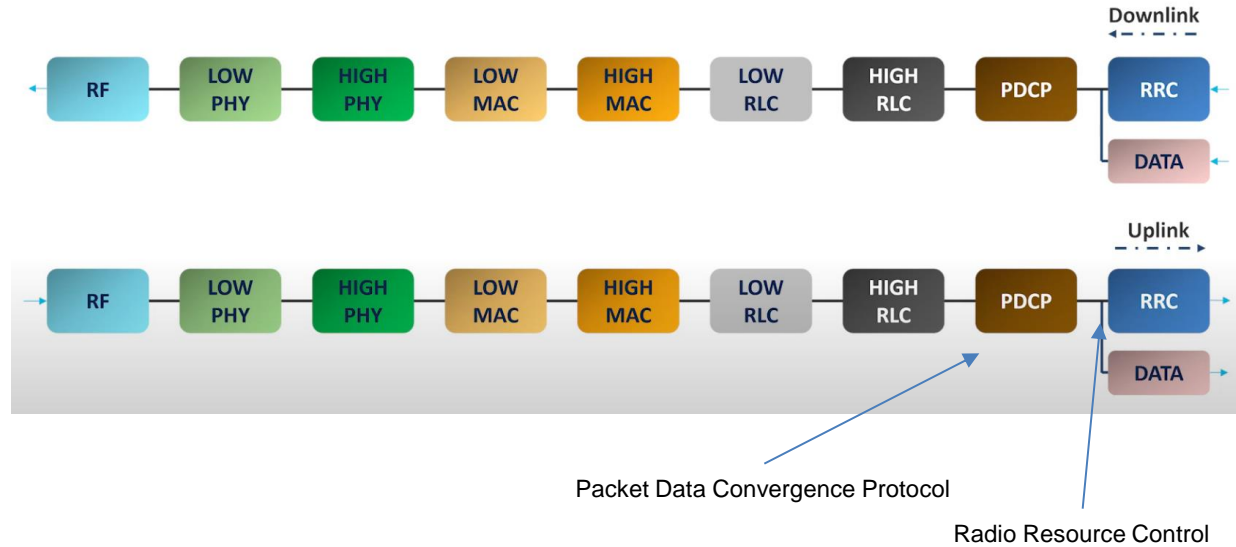 Downlink
RF
LOW
PHY
HIGH
PHY
LOW
MAC
HIGH
MAC
LOW
RLC
HIGH
RLC
PDCP
RRC
DATA
Uplink
RF
LOW
PHY
HIGH
PHY
LOW
MAC
HIGH
MAC
LOW
RLC
HIGH
RLC
PDCP
RRC
DATA
Packet Data Convergence Protocol
Radio Resource Control